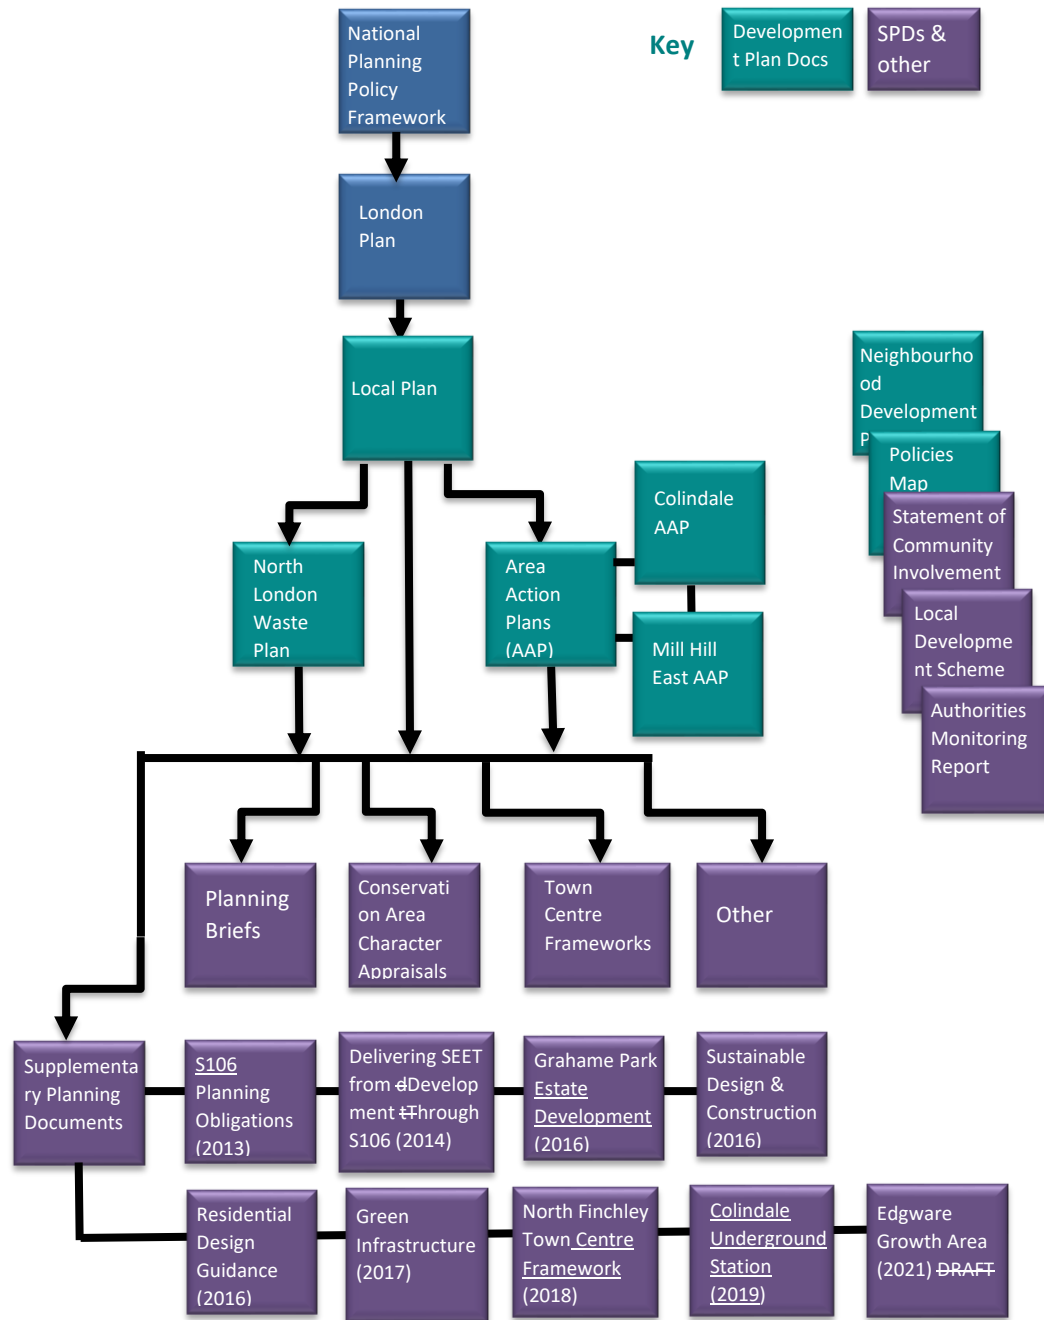 National
Planning
Policy
Framework
Key
Developmen
t Plan Docs
SPDs &
other
London
Plan
Local Plan
Neighbourho
od
Development
P
Policies
Map
Statement of
Community
Involvement
Local
Developme
nt Scheme
Authorities
Monitoring
Report
Colindale
AAP
North
London
Waste
Plan
Area
Action
Plans
(AAP)
Mill Hill
East AAP
Planning
Briefs
Conservati
on Area
Character
Appraisals
Town
Centre
Frameworks
Other
Supplementa
ry Planning
Documents
S106
Planning
Obligations
(2013)
Delivering SEET
from dDevelop
ment tThrough
S106 (2014)
Grahame Park
Estate
Development
(2016)
Sustainable
Design &
Construction
(2016)
Residential
Design
Guidance
(2016)
Green
Infrastructure
(2017)
North Finchley
Town Centre
Framework
(2018)
Colindale
Underground
Station
(2019)
Edgware
Growth Area
(2021) DRAFT